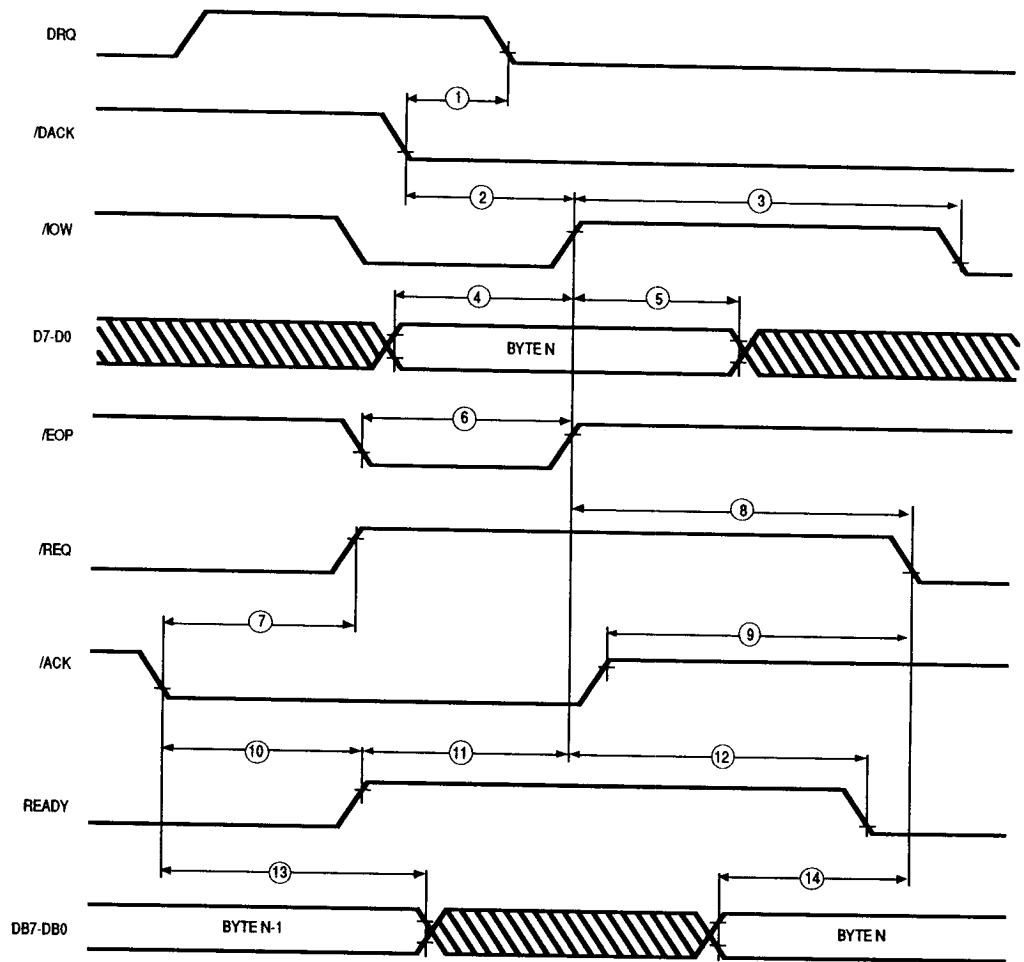 DRQ
1
/DACK
2
3
/IOW
4
5
D7-D0
BYTE N
6
/EOP
8
/REQ
7
9
/ACK
10
11
12
READY
13
14
DB7-DB0
BYTE N-1
BYTE N